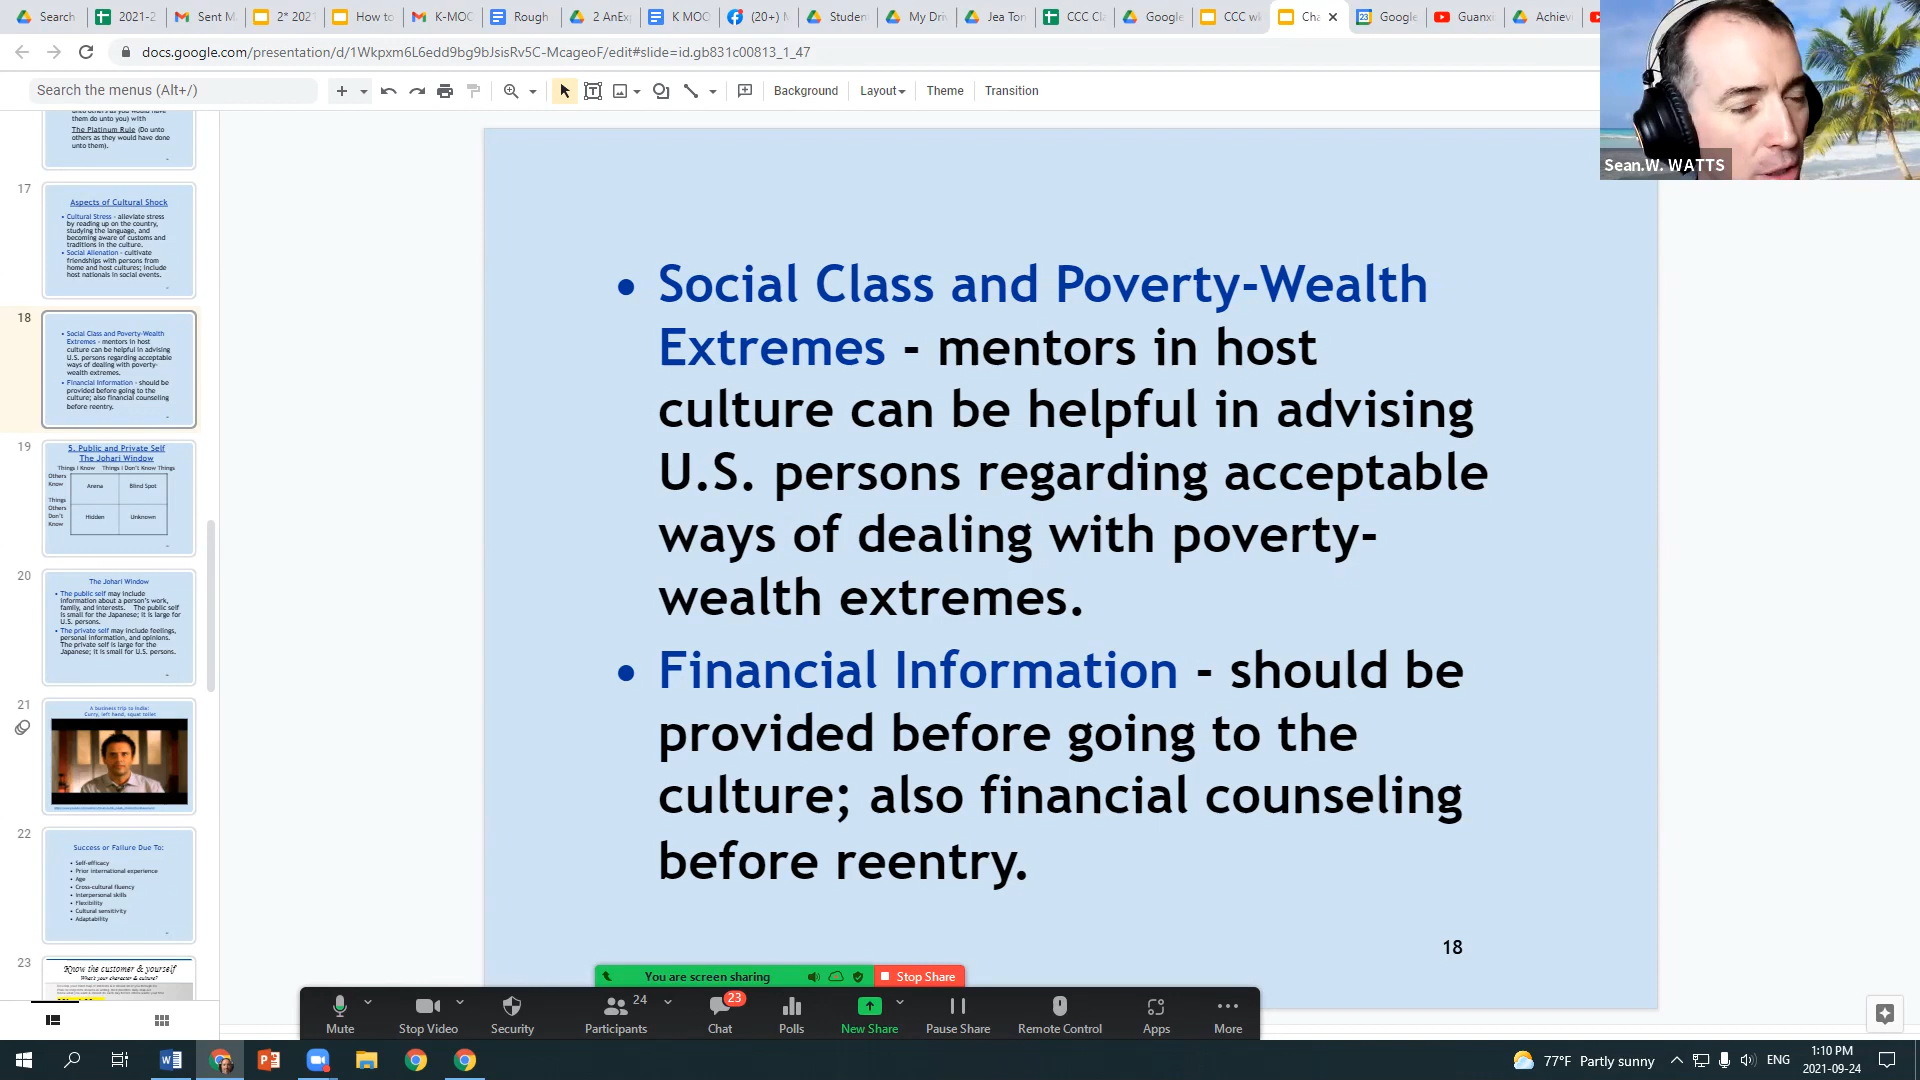 Search
2021-2
Sent M
2* 2021
How to
K-MOC
Rough
2 AnEx
K MOC
(20+)
Studen
My Driv
Jea Ton
CCC Cl
Google
CCC wi
Cha
Google
Guanxi
Achiev
docs.google.com/presentation/d/1Wkpxm6L6edd9bg9bJsisRv5C-McageoF/edit#slide=id.gb831c00813_1_47
Search the menus (Alt+/)
Background
Layout
Theme
Transition
Sean.W. WATTS
them do unto you) with
The Platinum Rule (Do unto
others as they would have done
unto them).
17
Aspects of Cultural Shock
• Cultural Stress - alleviate stress
by reading up on the country,
studying the language, and
becoming aware of customs and
traditions in the culture.
• Social Alienation - cultivate
friendships with persons from
home and host cultures; include
host nationals in social events.
18
• Social Class and Poverty-Wealth
Extremes - mentors in host
culture can be helpful in advising
U.S. persons regarding acceptable
ways of dealing with poverty-
wealth extremes.
• Financial Information - should be
provided before going to the
culture; also financial counseling
before reentry.
19
5. Public and Private Self
The Johari Window
Things I Know Things I Don't Know Things
Others
Know
Arena
Blind Spot
Things
Others
Don't
Know
Hidden
Unknown
20
The Johari Window
• The public self may include
information about a person's work,
family, and interests. The public self
is small for the Japanese; it is large for
U.S. persons.
• The private self may include feelings,
personal information, and opinions.
The private self is large for the
Japanese; it is small for U.S. persons.
21
A business trip to India:
Curry, left hand, squat toilet
22
Success or Failure Due To:
• Self-efficacy
• Prior international experience
• Age
• Cross-cultural fluency
• Interpersonal skills
• Flexibility
• Cultural sensitivity
• Adaptability
23
Know the customer & yourself
What's your character & culture?
• Social Class and Poverty-Wealth
Extremes - mentors in host
culture can be helpful in advising
U.S. persons regarding acceptable
ways of dealing with poverty-
wealth extremes.
• Financial Information - should be
provided before going to the
culture; also financial counseling
before reentry.
18
You are screen sharing
Stop Share
Mute
Stop Video
Security
Participants
24
Chat
23
Polls
New Share
Pause Share
Remote Control
Apps
More
77°F Partly sunny
ENG
1:10 PM
2021-09-24